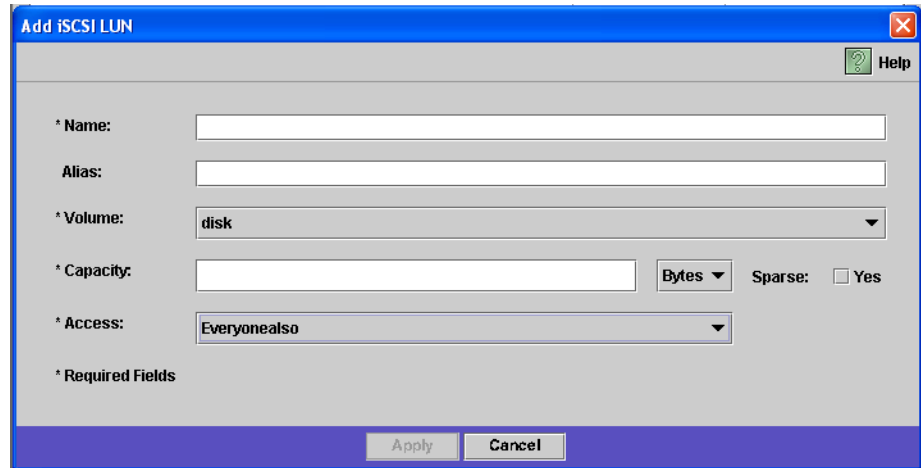 Add iSCSI LUN
Help
* Name:
Alias:
* Volume: disk
* Capacity: Bytes Sparse: Yes
* Access: Everyonealso
* Required Fields
Apply Cancel